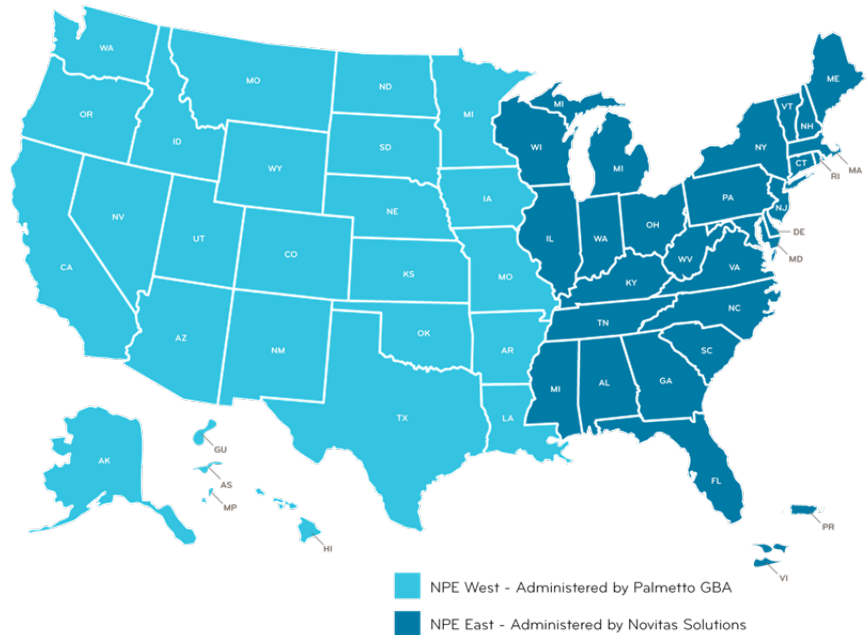 WA
MO
ND
MI
OR
ID
SD
WY
NV
UT
CO
NE
IA
KS
MO
CA
AZ
NM
OK
AR
TX
LA
MI
WI
MI
IL
WA
OH
KY
WV
TN
MI
AL
GA
FL
SC
NC
VA
PA
NY
VT
NH
ME
CT
NJ
RI
MA
DE
MD
AK
GU
AS
MP
HI
PR
VI
NPE West - Administered by Palmetto GBA
NPE East - Administered by Novitas Solutions